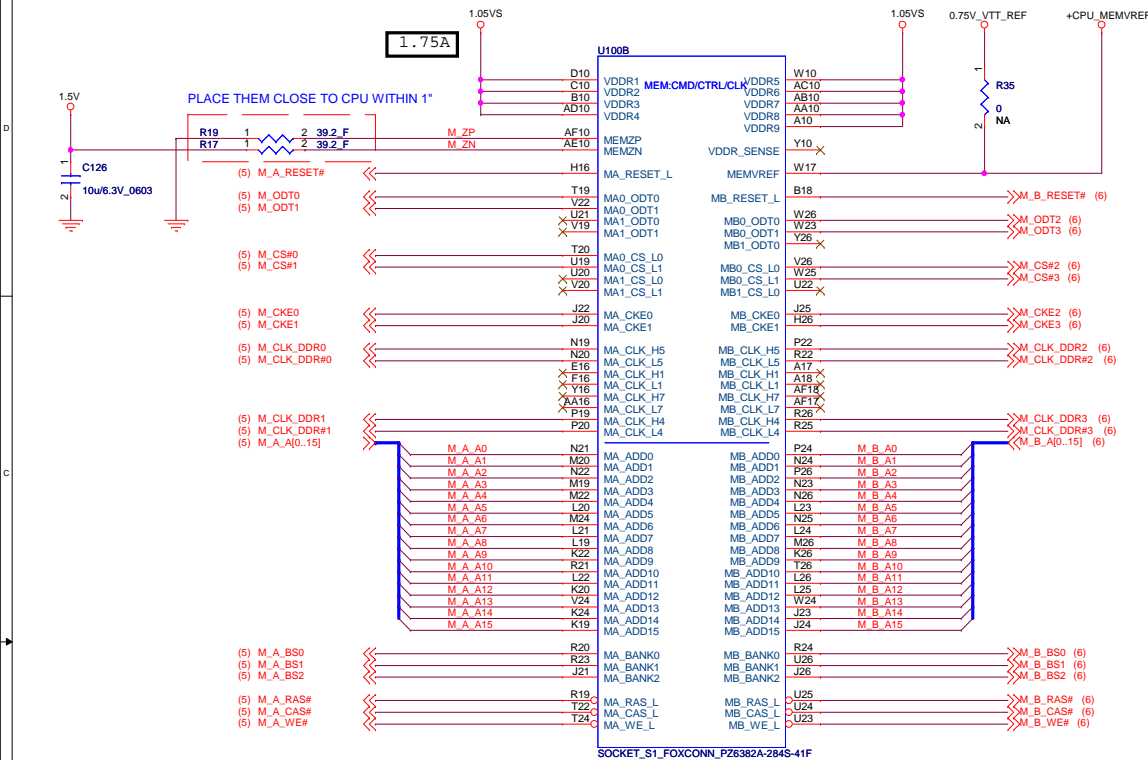 1.05VS 1.05VS 0.75V_VTT_REF +CPU_MEMVREF
1.75A
U100B
MEM:CMD/CTRL/CLK
D10 VDDR1 VDDR5 W10
C10 VDDR2 VDDR6 AC10
B10 VDDR3 VDDR7 AB10
AD10 VDDR4 VDDR8 AA10
VDDR9 A10
1 R35 0 NA 2
1.5V
PLACE THEM CLOSE TO CPU WITHIN 1"
D
R19 1 2 39.2_F M_ZP AF10 MEMZP
R17 1 2 39.2_F M_ZN AE10 MEMZN VDDR_SENSE Y10
1 C126
10u/6.3V_0603
2
(5) M_A_RESET# H16 MA_RESET_L MEMVREF W17
MB_RESET_L B18 M_B_RESET# (6)
(5) M_ODT0 T19 MA0_ODT0
(5) M_ODT1 V22 MA0_ODT1 MB0_ODT0 W26 M_ODT2 (6)
U21 MA1_ODT0 MB0_ODT1 W23 M_ODT3 (6)
V19 MA1_ODT1 MB1_ODT0 Y26
(5) M_CS#0 T20 MA0_CS_L0
(5) M_CS#1 U19 MA0_CS_L1 MB0_CS_L0 V26 M_CS#2 (6)
U20 MA1_CS_L0 MB0_CS_L1 W25 M_CS#3 (6)
V20 MA1_CS_L1 MB1_CS_L0 U22
(5) M_CKE0 J22 MA_CKE0 MB_CKE0 J25 M_CKE2 (6)
(5) M_CKE1 J20 MA_CKE1 MB_CKE1 H26 M_CKE3 (6)
(5) M_CLK_DDR0 N19 MA_CLK_H5 MB_CLK_H5 P22 M_CLK_DDR2 (6)
(5) M_CLK_DDR#0 N20 MA_CLK_L5 MB_CLK_L5 R22 M_CLK_DDR#2 (6)
E16 MA_CLK_H1 MB_CLK_H1 A17
F16 MA_CLK_L1 MB_CLK_L1 A18
Y16 MA_CLK_H7 MB_CLK_H7 AF18
AA16 MA_CLK_L7 MB_CLK_L7 AF17
(5) M_CLK_DDR1 P19 MA_CLK_H4 MB_CLK_H4 R26 M_CLK_DDR3 (6)
(5) M_CLK_DDR#1 P20 MA_CLK_L4 MB_CLK_L4 R25 M_CLK_DDR#3 (6)
(5) M_A_A[0..15] M_B_A[0..15] (6)
M_A_A0 N21 MA_ADD0 MB_ADD0 P24 M_B_A0
M_A_A1 M20 MA_ADD1 MB_ADD1 N24 M_B_A1
C
M_A_A2 N22 MA_ADD2 MB_ADD2 P26 M_B_A2
M_A_A3 M19 MA_ADD3 MB_ADD3 N23 M_B_A3
M_A_A4 M22 MA_ADD4 MB_ADD4 N26 M_B_A4
M_A_A5 L20 MA_ADD5 MB_ADD5 L23 M_B_A5
M_A_A6 M24 MA_ADD6 MB_ADD6 N25 M_B_A6
M_A_A7 L21 MA_ADD7 MB_ADD7 L24 M_B_A7
M_A_A8 L19 MA_ADD8 MB_ADD8 M26 M_B_A8
M_A_A9 K22 MA_ADD9 MB_ADD9 K26 M_B_A9
M_A_A10 R21 MA_ADD10 MB_ADD10 T26 M_B_A10
M_A_A11 L22 MA_ADD11 MB_ADD11 L26 M_B_A11
M_A_A12 K20 MA_ADD12 MB_ADD12 L25 M_B_A12
M_A_A13 V24 MA_ADD13 MB_ADD13 W24 M_B_A13
M_A_A14 K24 MA_ADD14 MB_ADD14 J23 M_B_A14
M_A_A15 K19 MA_ADD15 MB_ADD15 J24 M_B_A15
(5) M_A_BS0 R20 MA_BANK0 MB_BANK0 R24 M_B_BS0 (6)
(5) M_A_BS1 R23 MA_BANK1 MB_BANK1 U26 M_B_BS1 (6)
(5) M_A_BS2 J21 MA_BANK2 MB_BANK2 J26 M_B_BS2 (6)
(5) M_A_RAS# R19 MA_RAS_L MB_RAS_L U25 M_B_RAS# (6)
(5) M_A_CAS# T22 MA_CAS_L MB_CAS_L U24 M_B_CAS# (6)
(5) M_A_WE# T24 MA_WE_L MB_WE_L U23 M_B_WE# (6)
SOCKET_S1_FOXCONN_PZ6382A-284S-41F